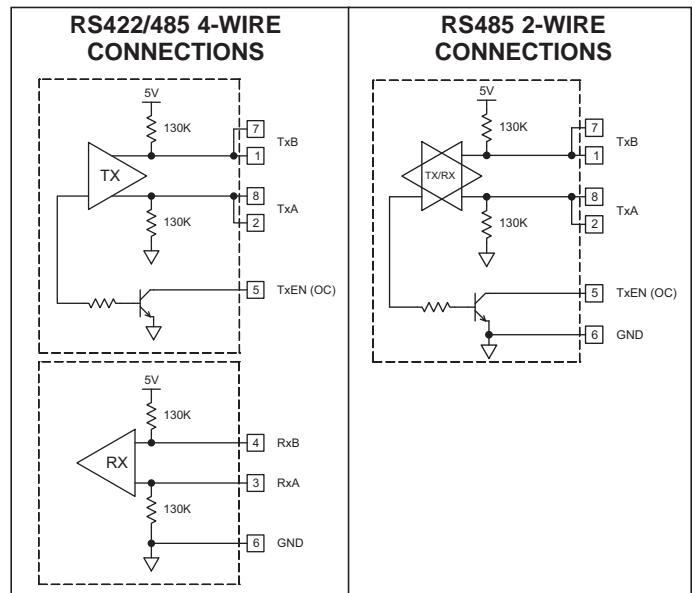 RS422/485 4-WIRE
CONNECTIONS
5V
130K
7
TxB
1
TX
8
TxA
130K
2
5
TxEN (OC)
5V
130K
4
RxB
RX
3
RxA
130K
6
GND
RS485 2-WIRE
CONNECTIONS
5V
130K
7
TxB
1
TX/RX
8
TxA
130K
2
5
TxEN (OC)
6
GND